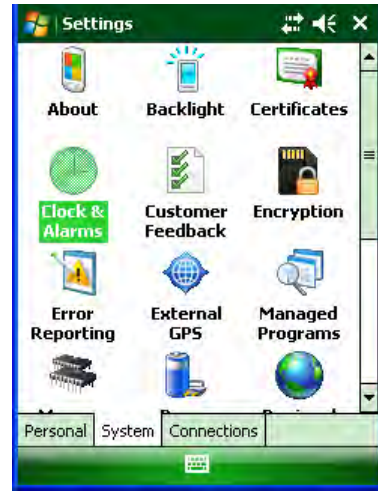 Settings
About Backlight Certificates
Clock & Customer Encryption
Alarms Feedback
Error External Managed
Reporting GPS Programs
Personal System Connections